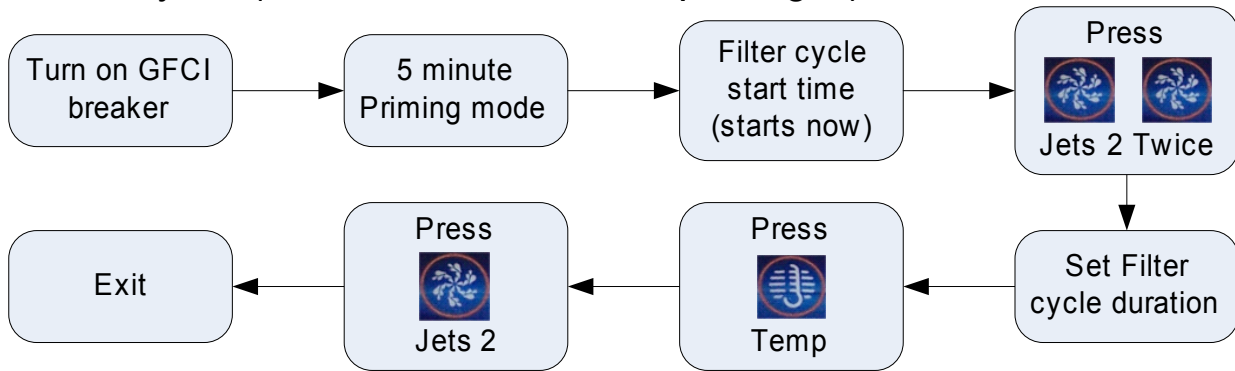 Turn on GFCI
breaker
5 minute
Priming mode
Filter cycle
start time
(starts now)
Press
Jets 2 Twice
Set Filter
cycle duration
Press
Temp
Press
Jets 2
Exit